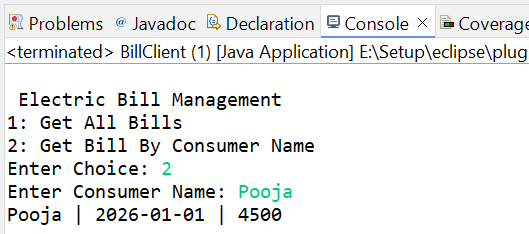 Problems @ Javadoc Declaration Console × Coverage
<terminated> BillClient (1) [Java Application] E:\Setup\eclipse\plug
Electric Bill Management
1: Get All Bills
2: Get Bill By Consumer Name
Enter Choice: 2
Enter Consumer Name: Pooja
Pooja | 2026-01-01 | 4500